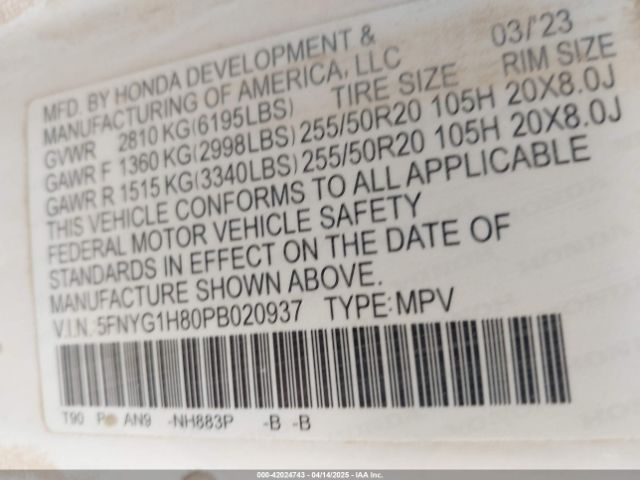 MFD. BY HONDA DEVELOPMENT & 03/'23
MANUFACTURING OF AMERICA, LLC
GVWR 2810 KG(6195LBS) TIRE SIZE RIM SIZE
GAWR F 1360 KG(2998LBS) 255/50R20 105H 20X8.0J
GAWR R 1515 KG(3340LBS) 255/50R20 105H 20X8.0J
THIS VEHICLE CONFORMS TO ALL APPLICABLE
FEDERAL MOTOR VEHICLE SAFETY
STANDARDS IN EFFECT ON THE DATE OF
MANUFACTURE SHOWN ABOVE.
V.I.N. 5FNYG1H80PB020937 TYPE: MPV
T90 AN9 -NH883P -B -B
000-42024743 - 04/14/2025 - IAA Inc.